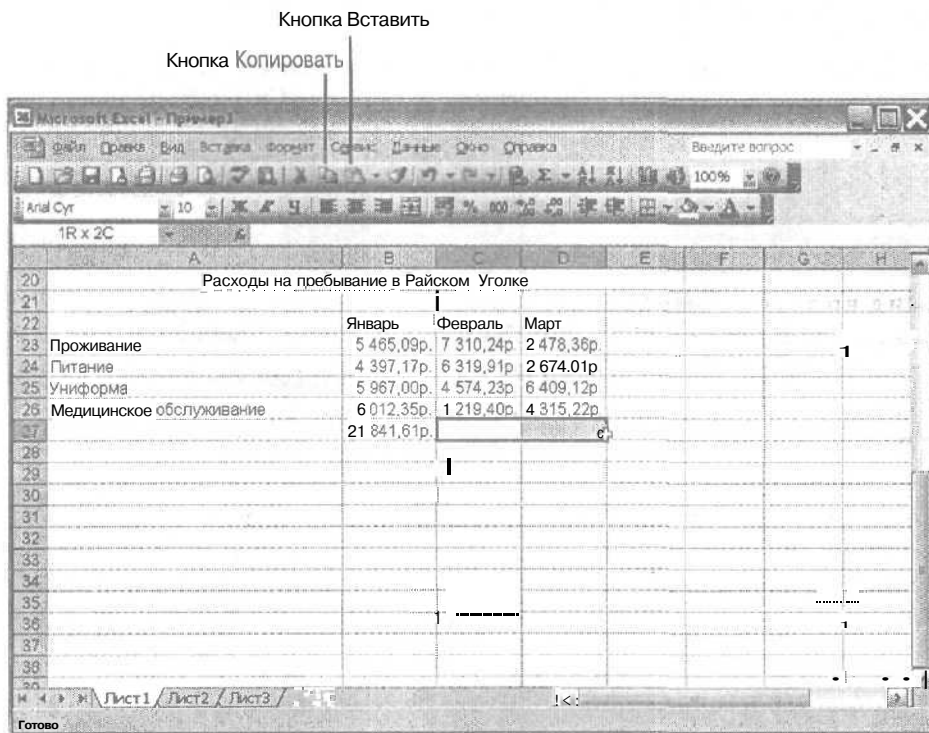 Кнопка Вставить
Кнопка Копировать
Microsoft Excel - Пример3
Файл Правка Вид Вставка Формат Сервис Данные Окно Справка Введите вопрос
100%
Arial Cyr 10 Ж К Ч % 000
1R x 2C
A B C D E F G H
20 Расходы на пребывание в Райском Уголке
21
22 Январь Февраль Март
23 Проживание 5 465,09р. 7 310,24р 2 478,36р.
24 Питание 4 397,17р. 6 319,91р 2 674.01р
25 Униформа 5 967,00р. 4 574,23р 6 409,12р
26 Медицинское обслуживание 6 012,35р. 1 219,40р. 4 315,22р
27 21 841,61р.
28
29
30
31
32
33
34
35
36
37
38
39
Лист1 Лист2 Лист3
Готово